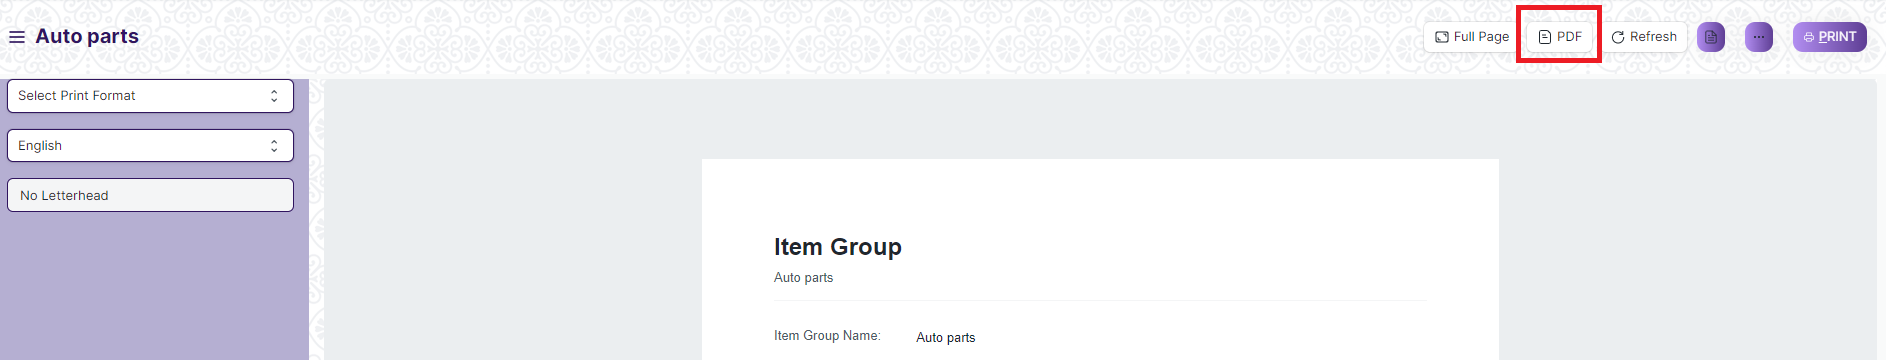 Auto parts
Full Page
PDF
Refresh
PRINT
Select Print Format
English
No Letterhead
Item Group
Auto parts
Item Group Name: Auto parts